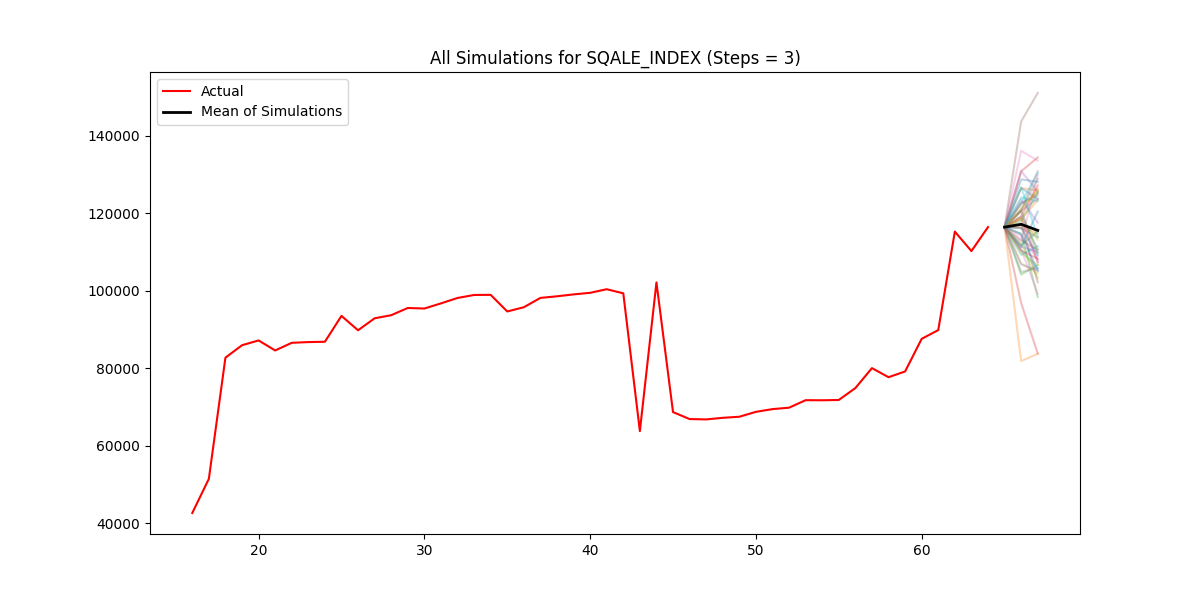 All Simulations for SQALE_INDEX (Steps = 3)
Actual
Mean of Simulations
140000
120000
100000
80000
60000
40000
20 30 40 50 60